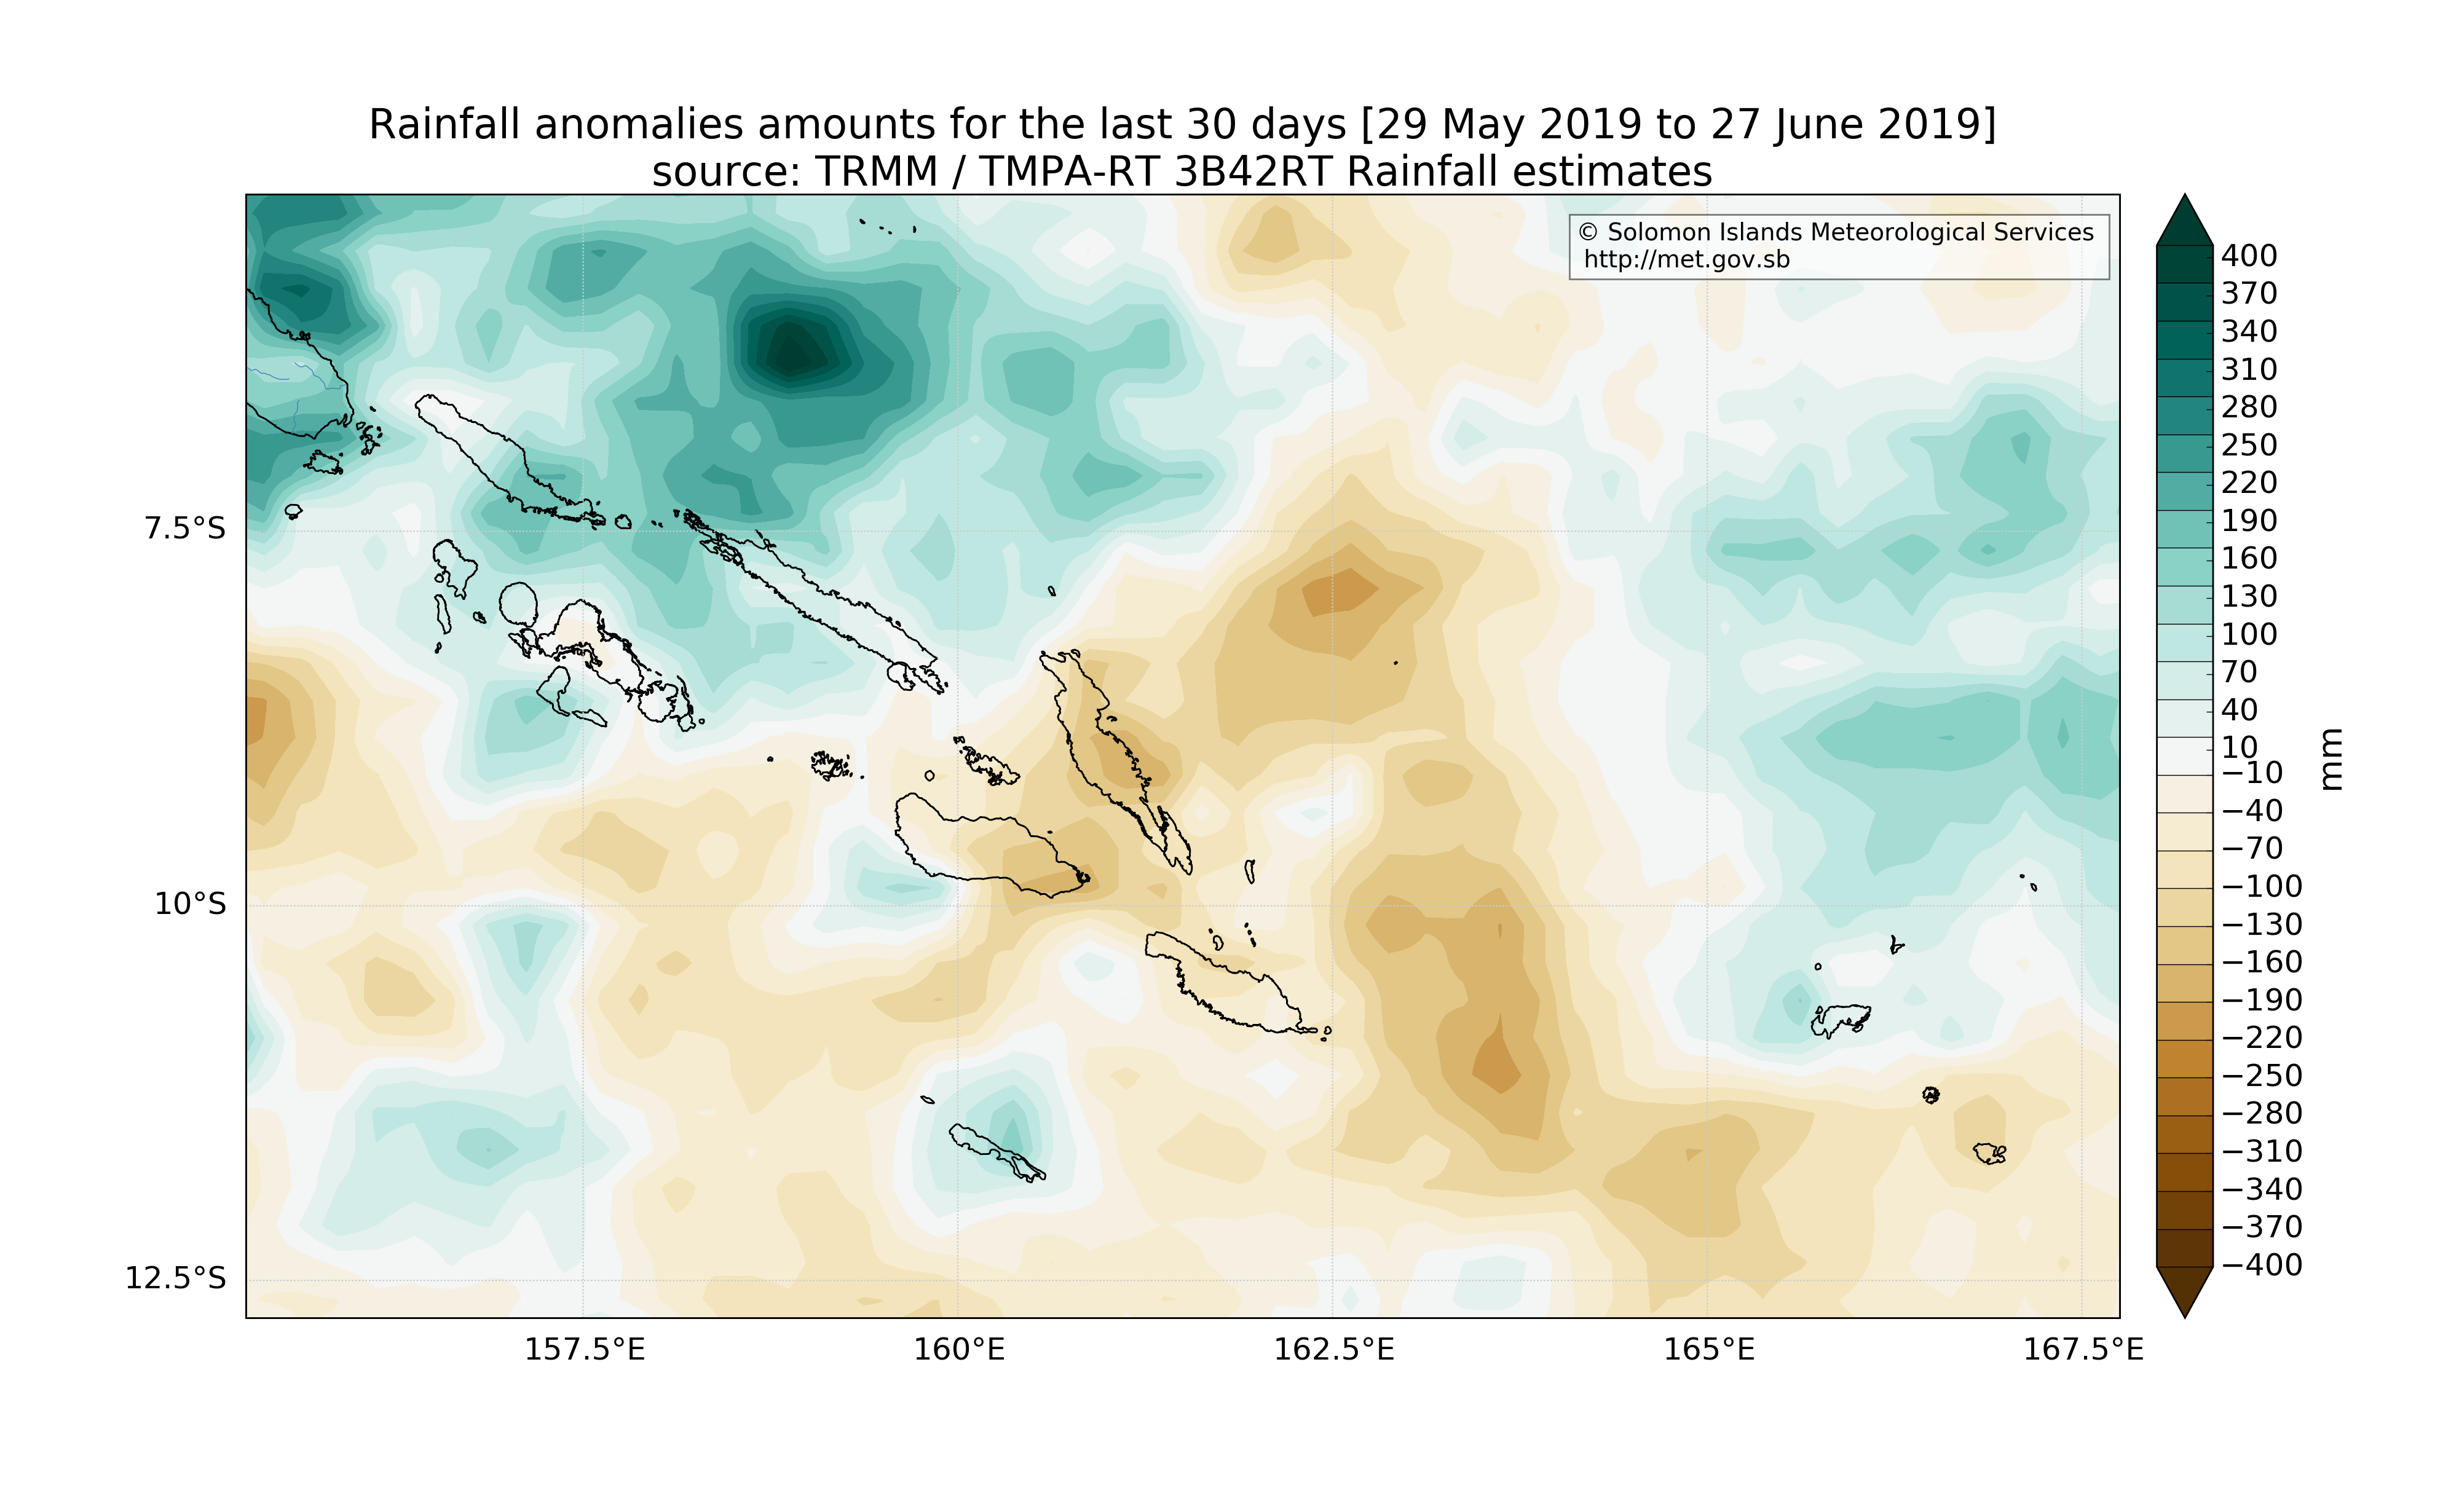 Rainfall anomalies amounts for the last 30 days [29 May 2019 to 27 June 2019]
source: TRMM / TMPA-RT 3B42RT Rainfall estimates
© Solomon Islands Meteorological Services
http://met.gov.sb
7.5°S
10°S
12.5°S
157.5°E
160°E
162.5°E
165°E
167.5°E
400
370
340
310
280
250
220
190
160
130
100
70
40
10
−10
−40
−70
−100
−130
−160
−190
−220
−250
−280
−310
−340
−370
−400
mm